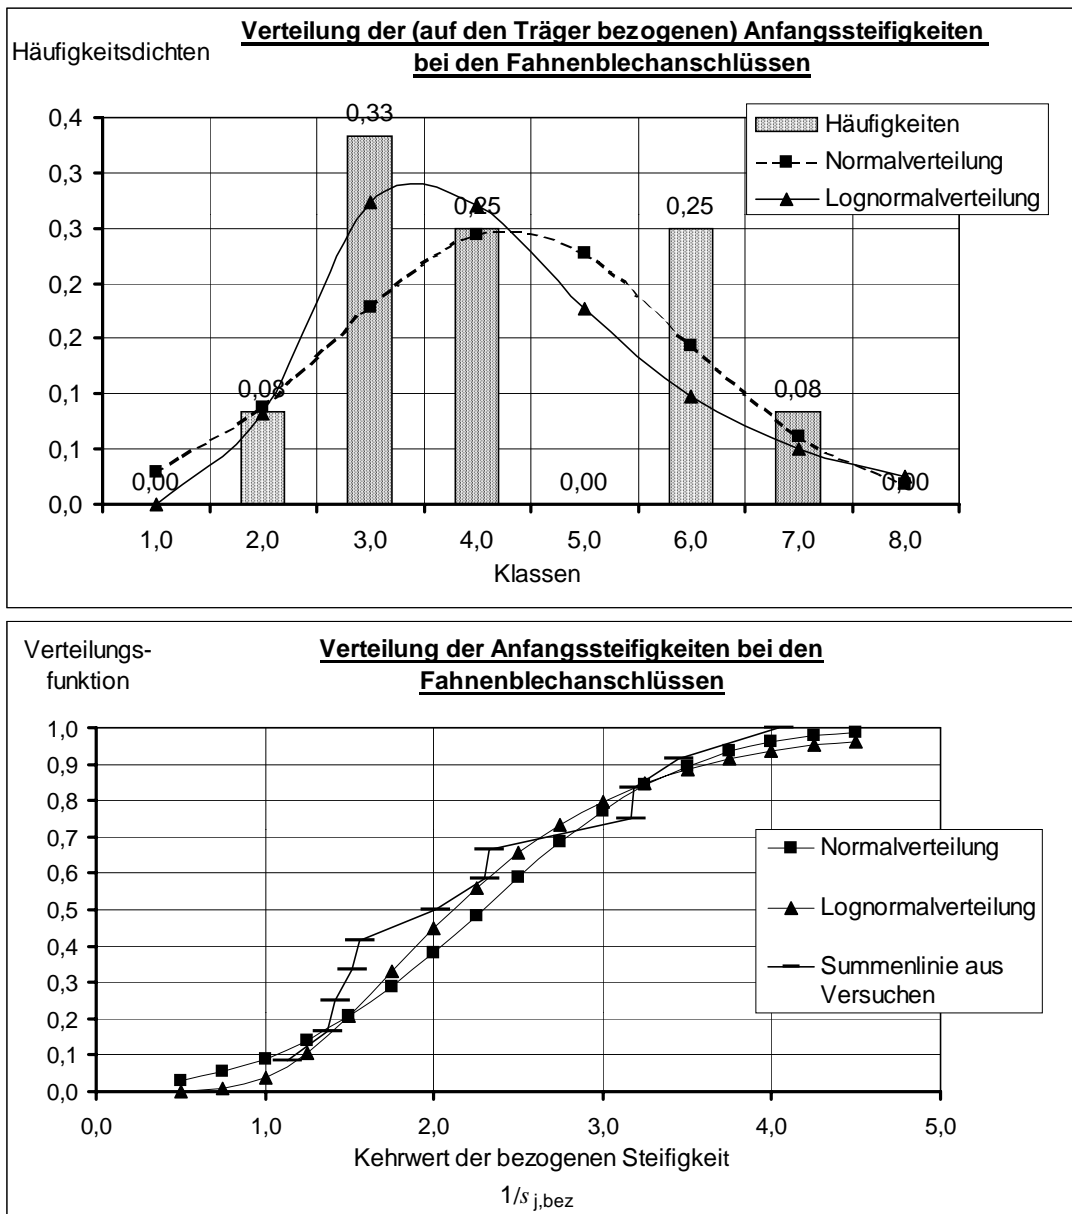 Verteilung der (auf den Träger bezogenen) Anfangssteifigkeiten
bei den Fahnenblechanschlüssen
Häufigkeitsdichten
0,4
0,3
0,3
0,2
0,2
0,1
0,1
0,0
0,00
0,08
0,33
0,25
0,00
0,25
0,08
0,00
Häufigkeiten
Normalverteilung
Lognormalverteilung
1,0 2,0 3,0 4,0 5,0 6,0 7,0 8,0
Klassen
Verteilungs-
funktion
Verteilung der Anfangssteifigkeiten bei den
Fahnenblechanschlüssen
1,0
0,9
0,8
0,7
0,6
0,5
0,4
0,3
0,2
0,1
0,0
Normalverteilung
Lognormalverteilung
Summenlinie aus
Versuchen
0,0 1,0 2,0 3,0 4,0 5,0
Kehrwert der bezogenen Steifigkeit
1/s j,bez